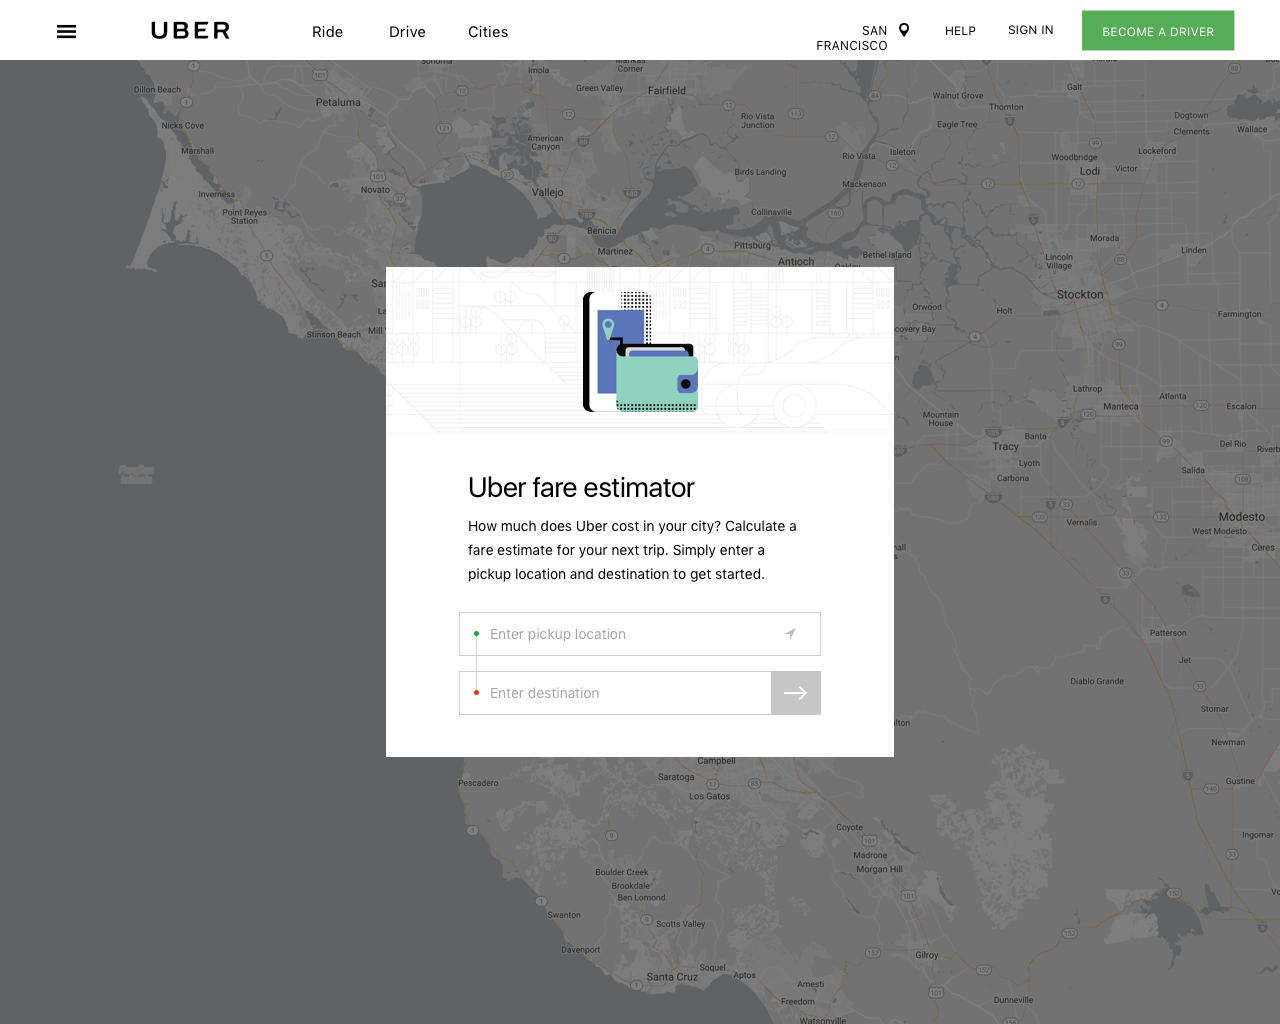 UBER
Ride
Drive
Cities
SAN
FRANCISCO
HELP
SIGN IN
BECOME A DRIVER
Sonoma
Imola
Corner
Dillon Beach
Petaluma
Green Valley
Fairfield
Walnut Grove
Thornton
Galt
Nicks Cove
Rio Vista
Junction
Eagle Tree
Dogtown
Clements
Wallace
American
Canyon
Marshall
Rio Vista
Isleton
Woodbridge
Lockeford
Lodi
Victor
Inverness
Novato
Vallejo
Birds Landing
Mackenson
Point Reyes
Station
Benicia
Collinsville
Martinez
Pittsburg
Antioch
Bethel Island
Oakley
Morada
Linden
Lincoln
Village
San
Stockton
Orwood
Holt
Farmington
Stinson Beach
Mill
covery Bay
Lathrop
Manteca
Atlanta
Escalon
Mountain
House
Tracy
Banta
Lyoth
Carbona
Del Rio
Riverb
Salida
Modesto
Vernalis
West Modesto
Ceres
Uber fare estimator
How much does Uber cost in your city? Calculate a
fare estimate for your next trip. Simply enter a
pickup location and destination to get started.
Enter pickup location
Enter destination
Patterson
Jet
Diablo Grande
Stomar
Newman
Gustine
Ingomar
Campbell
Saratoga
Los Gatos
Pescadero
Coyote
Madrone
Morgan Hill
Boulder Creek
Brookdale
Ben Lomond
Swanton
Scotts Valley
Davenport
Santa Cruz
Soquel
Aptos
Gilroy
Amesti
Freedom
Watsonville
Dunneville